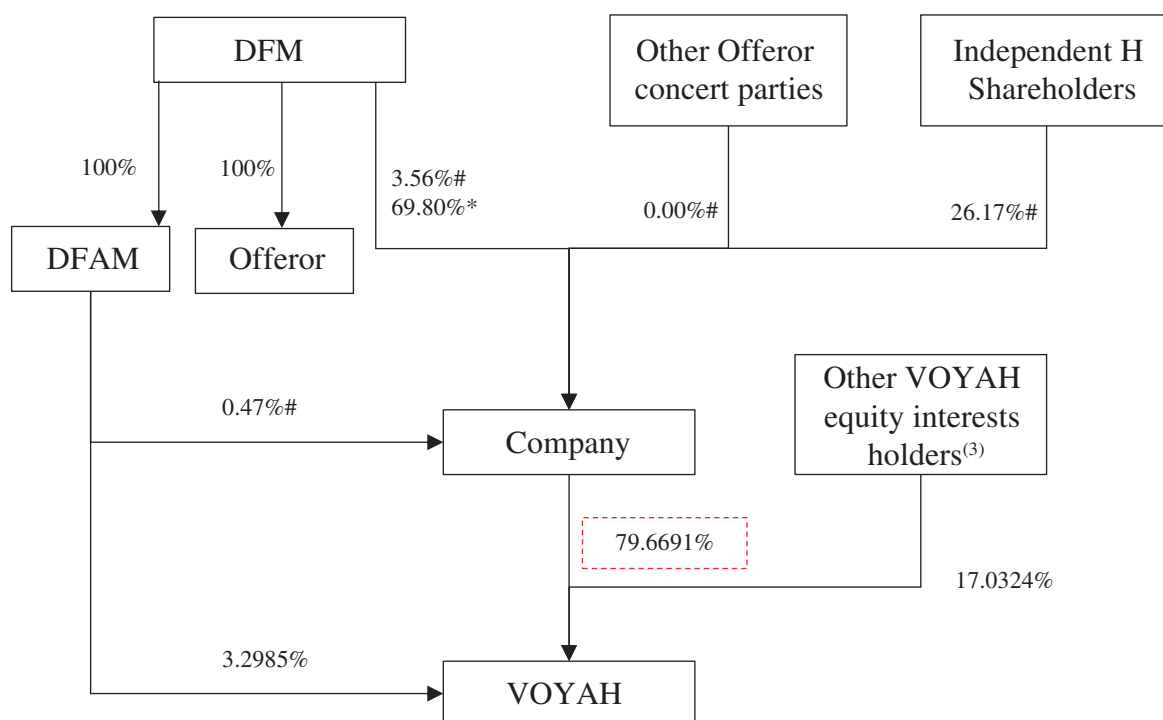 DFM
Other Offeror
concert parties
Independent H
Shareholders
100%
100%
3.56%#
69.80%*
0.00%#
26.17%#
DFAM
Offeror
0.47%#
Company
Other VOYAH
equity interests
holders(3)
79.6691%
17.0324%
3.2985%
VOYAH